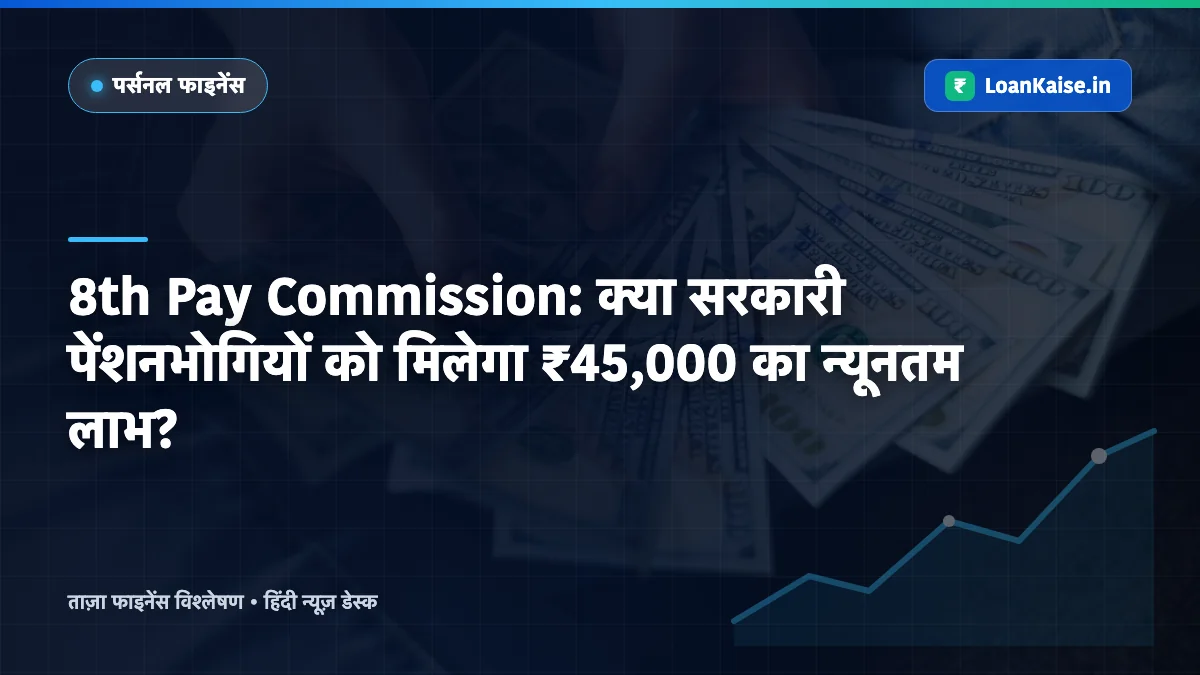 पर्सनल फाइनेंस
₹ LoanKaise.in
8th Pay Commission: क्या सरकारी
पेंशनभोगियों को मिलेगा ₹45,000 का न्यूनतम
लाभ?
ताज़ा फाइनेंस विश्लेषण • हिंदी न्यूज़ डेस्क